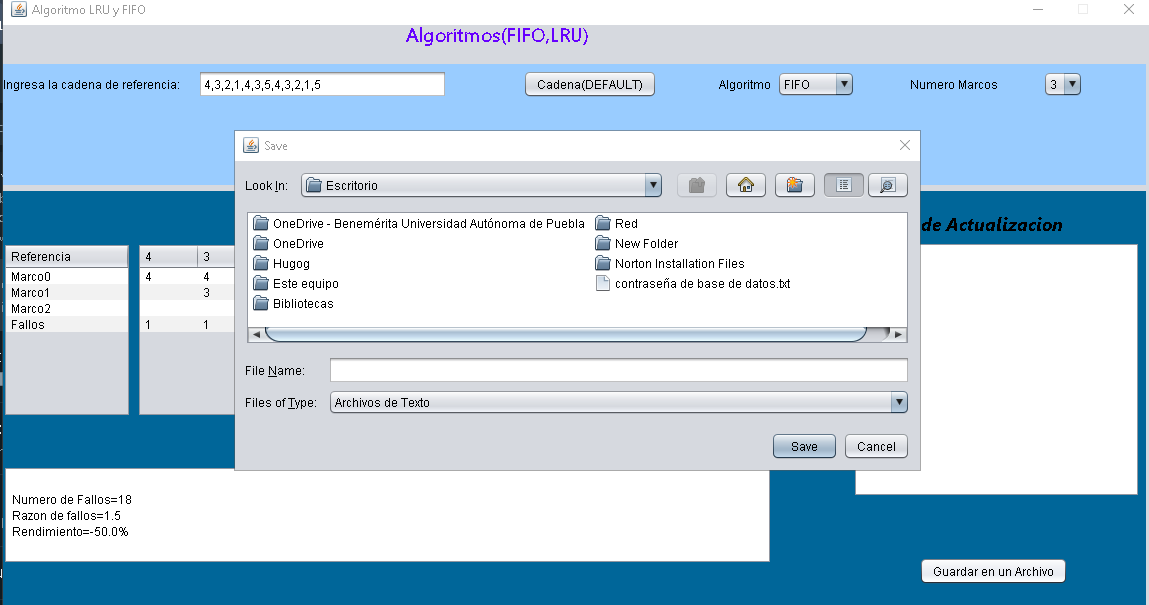 Algoritmo LRU y FIFO
Algoritmos(FIFO,LRU)
Ingresa la cadena de referencia: 4,3,2,1,4,3,5,4,3,2,1,5 Cadena(DEFAULT) Algoritmo FIFO Numero Marcos 3
Save
Look In: Escritorio
OneDrive - Benemérita Universidad Autónoma de Puebla Red
OneDrive New Folder
Hugog Norton Installation Files
Este equipo contraseña de base de datos.txt
Bibliotecas
File Name:
Files of Type: Archivos de Texto
Save Cancel
de Actualizacion
Referencia 4 3
Marco0 4 4
Marco1 3
Marco2
Fallos 1 1
Numero de Fallos=18
Razon de fallos=1.5
Rendimiento=-50.0%
Guardar en un Archivo